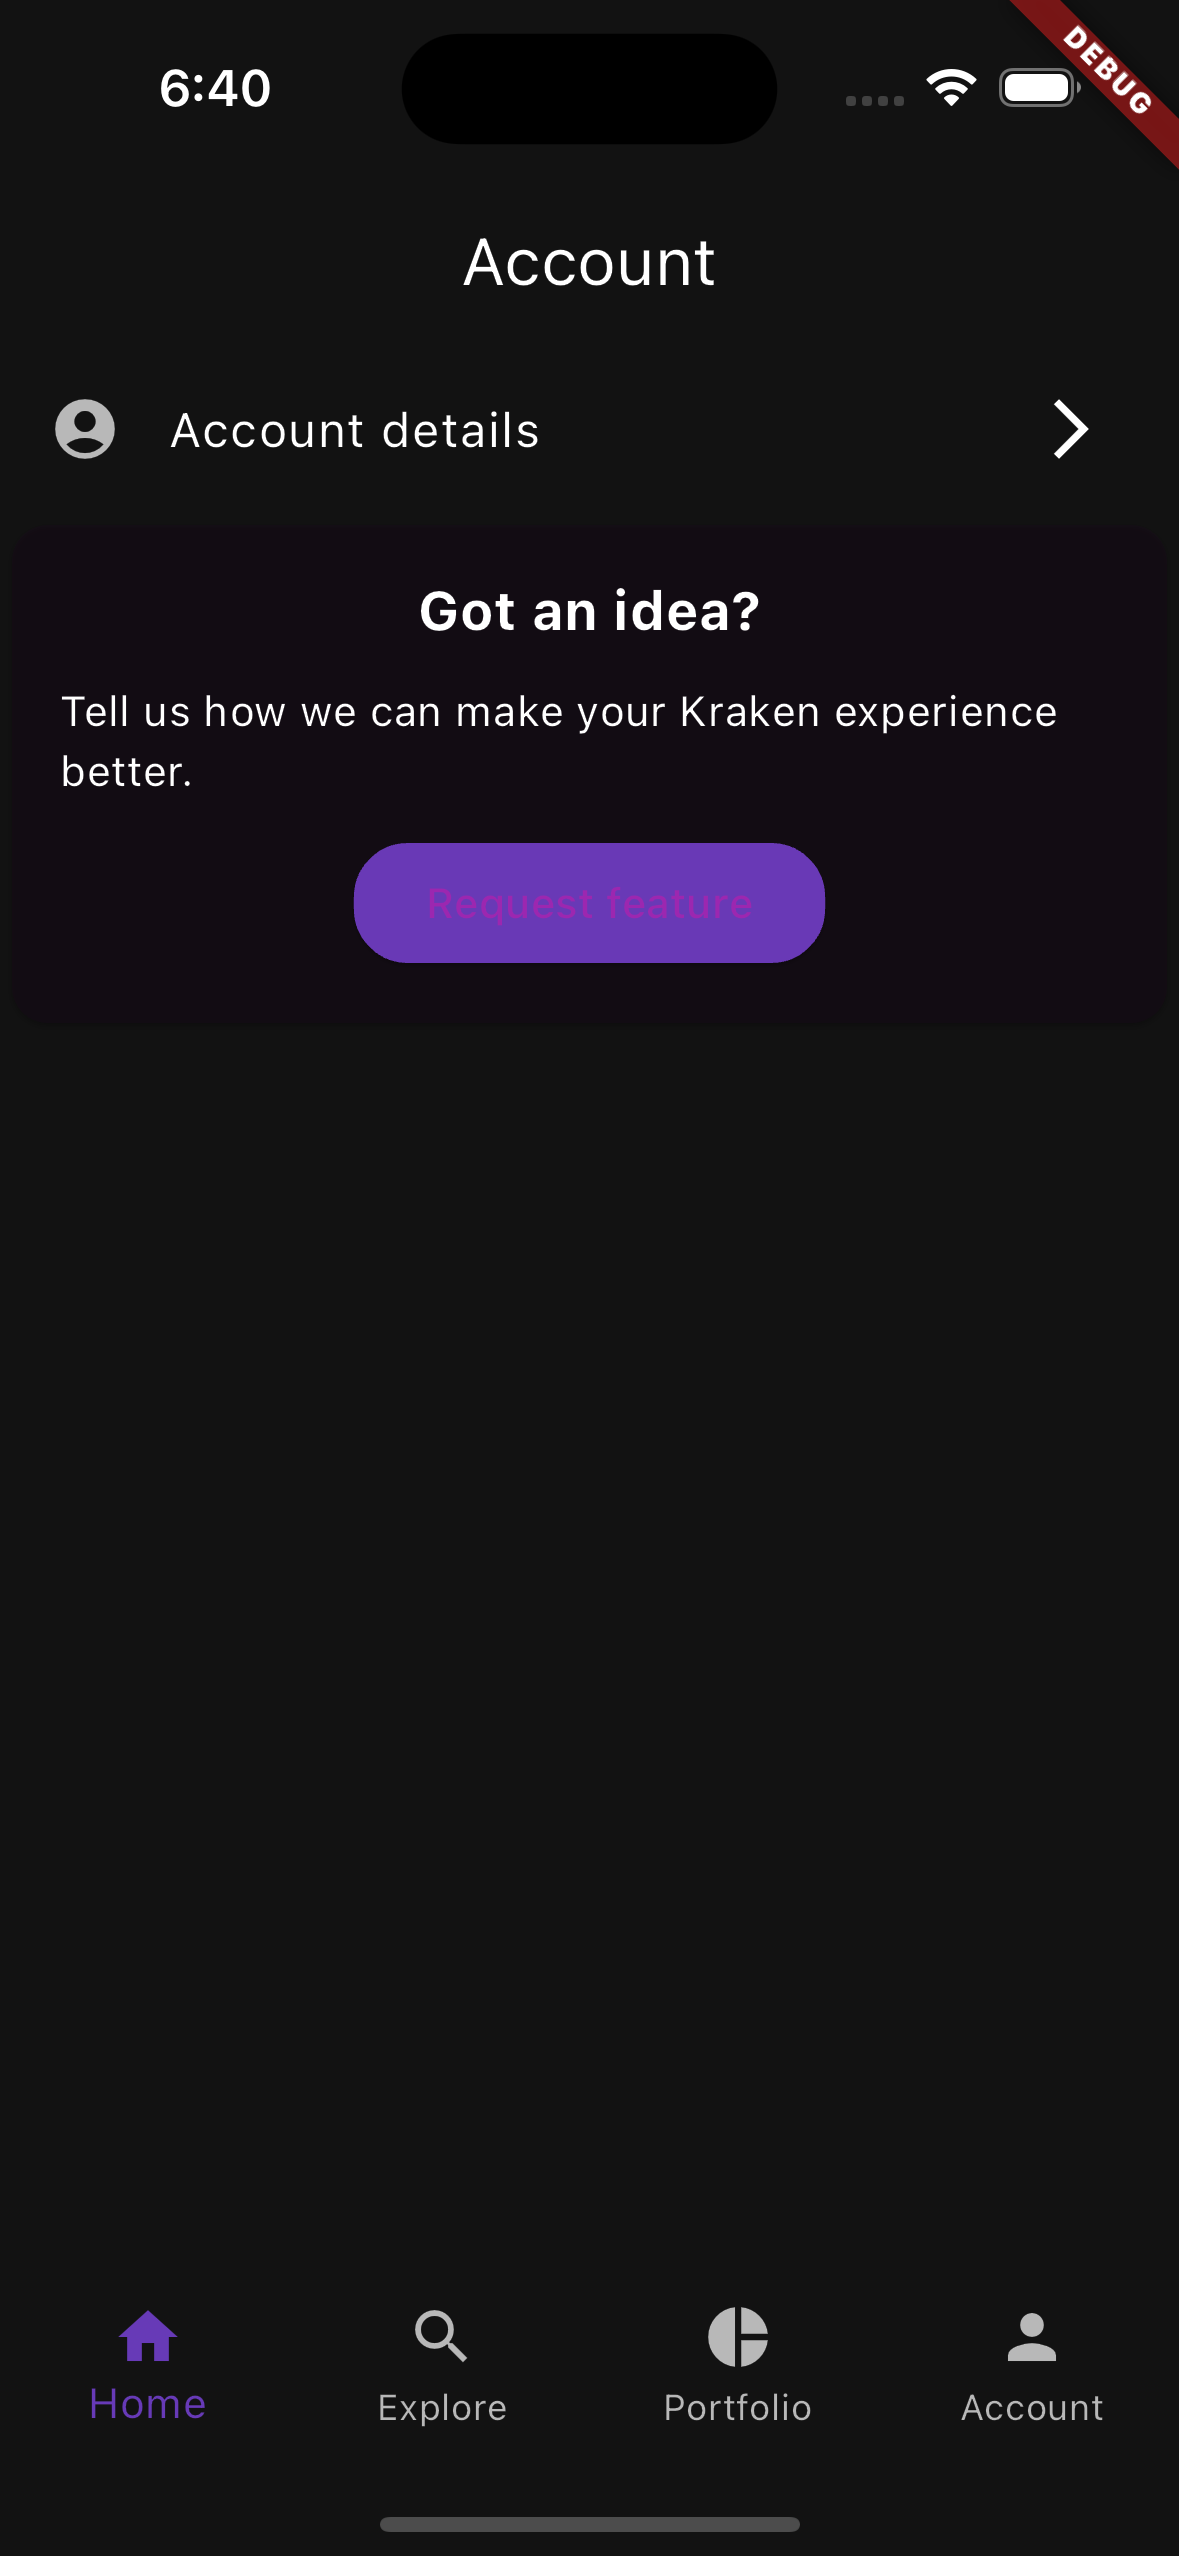 6:40
DEBUG
Account
Account details
Got an idea?
Tell us how we can make your Kraken experience
better.
Request feature
Home
Explore
Portfolio
Account